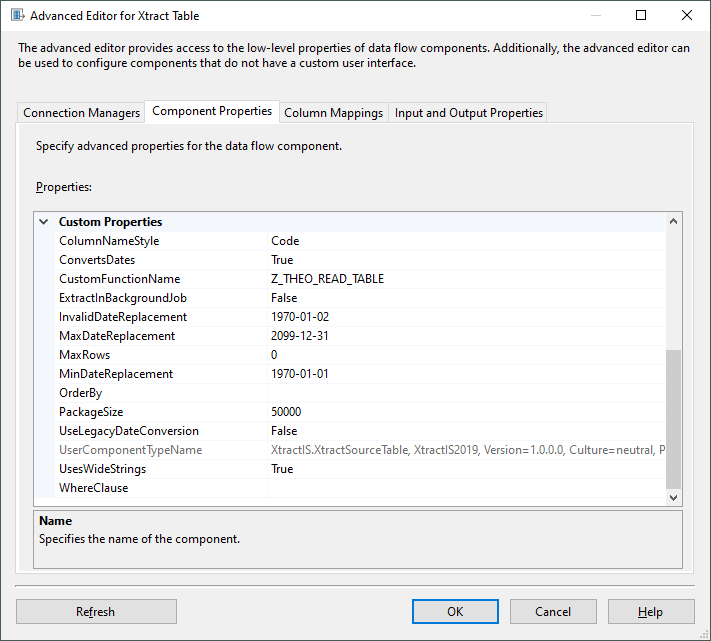 Advanced Editor for Xtract Table
The advanced editor provides access to the low-level properties of data flow components. Additionally, the advanced editor can
be used to configure components that do not have a custom user interface.
Connection Managers Component Properties Column Mappings Input and Output Properties
Specify advanced properties for the data flow component.
Properties:
Custom Properties
ColumnNameStyle Code
ConvertsDates True
CustomFunctionName Z_THEO_READ_TABLE
ExtractInBackgroundJob False
InvalidDateReplacement 1970-01-02
MaxDateReplacement 2099-12-31
MaxRows 0
MinDateReplacement 1970-01-01
OrderBy
PackageSize 50000
UseLegacyDateConversion False
UserComponentTypeName XtractIS.XtractSourceTable, XtractIS2019, Version=1.0.0.0, Culture=neutral, P
UsesWideStrings True
WhereClause
Name
Specifies the name of the component.
Refresh OK Cancel Help